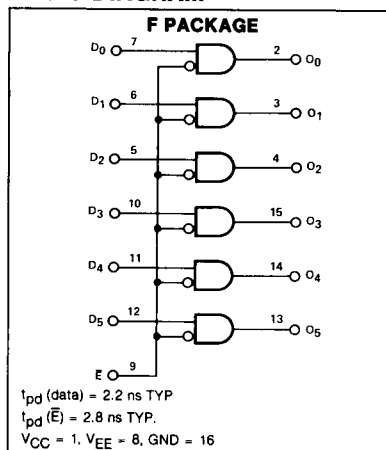 F PACKAGE
D0 7 2 O0
D1 6 3 O1
D2 5 4 O2
D3 10 15 O3
D4 11 14 O4
D5 12 13 O5
E̅ 9
tpd (data) = 2.2 ns TYP
tpd (E̅) = 2.8 ns TYP.
VCC = 1, VEE = 8, GND = 16